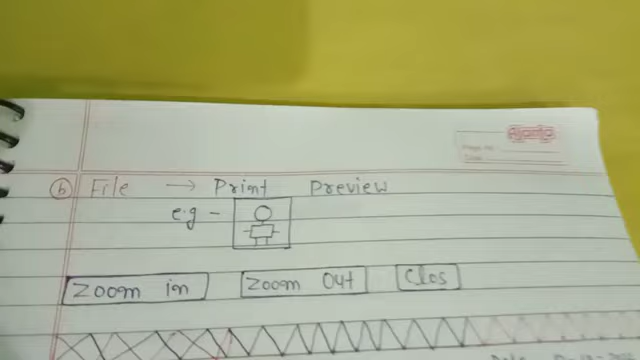 Ajanta
(b) File → Print Preview
e.g -
Zoom in Zoom Out Clos